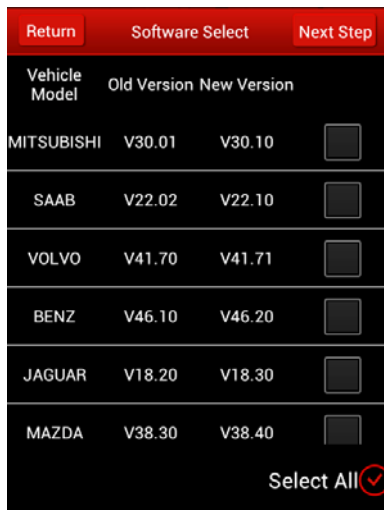 Return Software Select Next Step
Vehicle
Model Old Version New Version
MITSUBISHI V30.01 V30.10
SAAB V22.02 V22.10
VOLVO V41.70 V41.71
BENZ V46.10 V46.20
JAGUAR V18.20 V18.30
MAZDA V38.30 V38.40
Select All